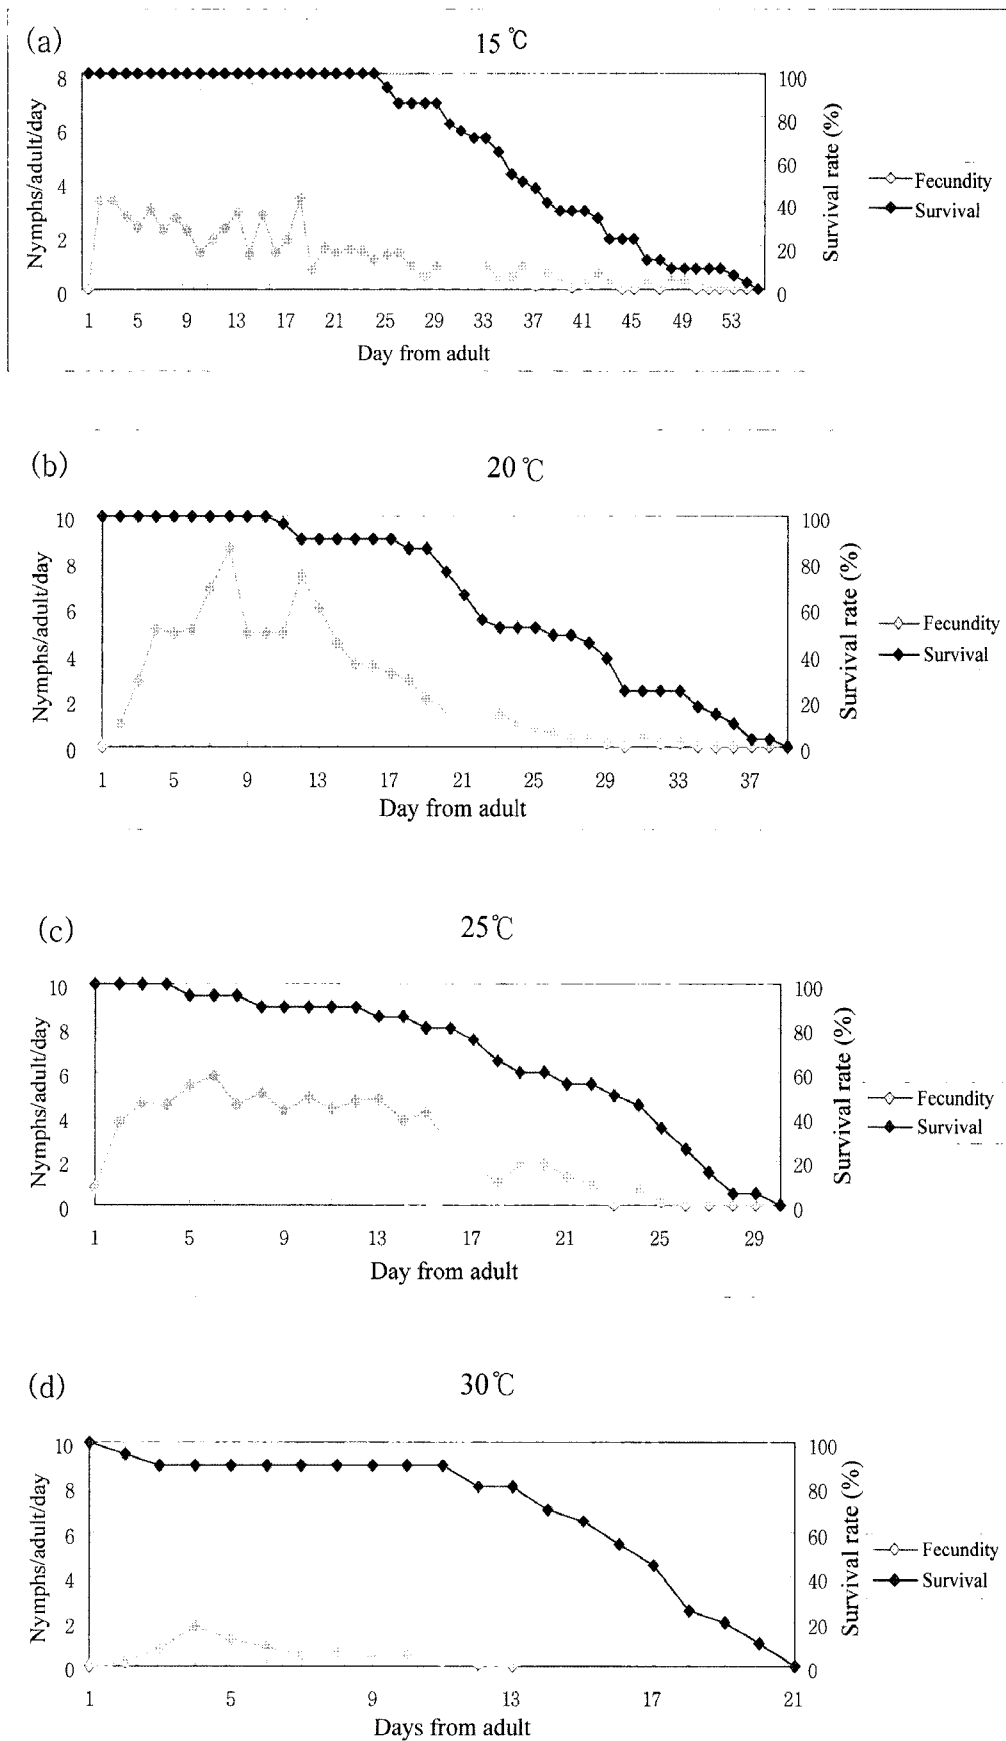 (a)
15℃
8
6
4
2
0
Nymphs/adult/day
100
80
60
40
20
0
Survival rate (%)
Fecundity
Survival
1 5 9 13 17 21 25 29 33 37 41 45 49 53
Day from adult
(b)
20℃
10
8
6
4
2
0
Nymphs/adult/day
100
80
60
40
20
0
Survival rate (%)
Fecundity
Survival
1 5 9 13 17 21 25 29 33 37
Day from adult
(c)
25℃
10
8
6
4
2
0
Nymphs/adult/day
100
80
60
40
20
0
Survival rate (%)
Fecundity
Survival
1 5 9 13 17 21 25 29
Day from adult
(d)
30℃
10
8
6
4
2
0
Nymphs/adult/day
100
80
60
40
20
0
Survival rate (%)
Fecundity
Survival
1 5 9 13 17 21
Days from adult